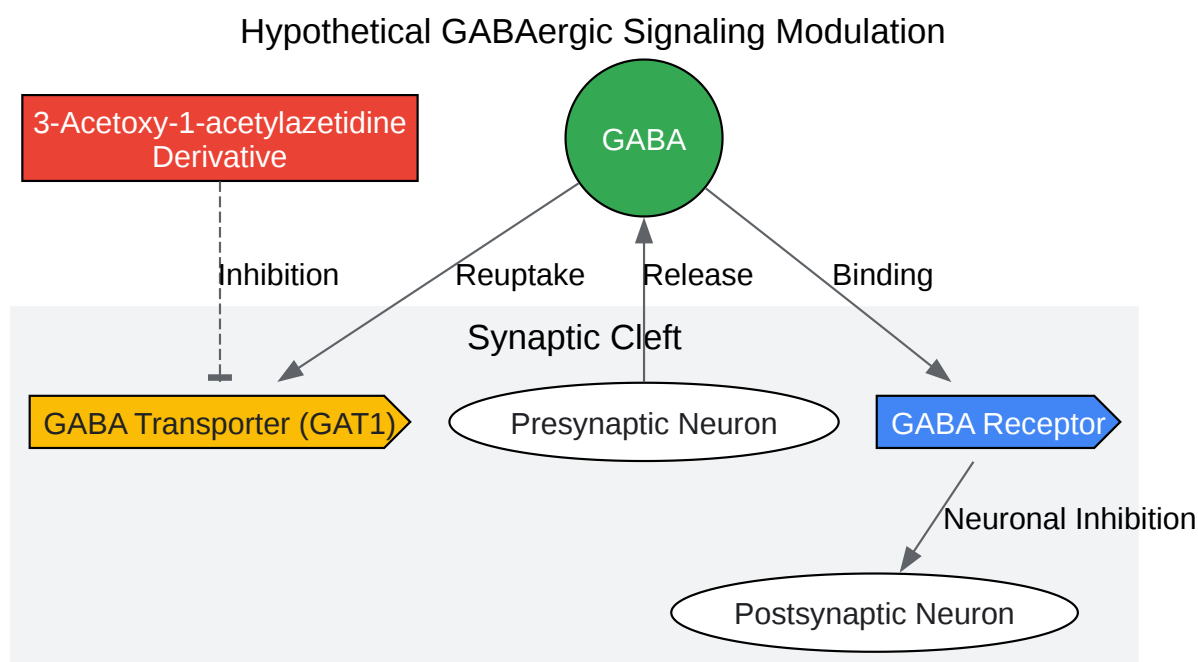 Hypothetical GABAergic Signaling Modulation
3-Acetoxy-1-acetylazetidine
Derivative
GABA
Inhibition
Reuptake
Release
Binding
Synaptic Cleft
GABA Transporter (GAT1)
Presynaptic Neuron
GABA Receptor
Neuronal Inhibition
Postsynaptic Neuron